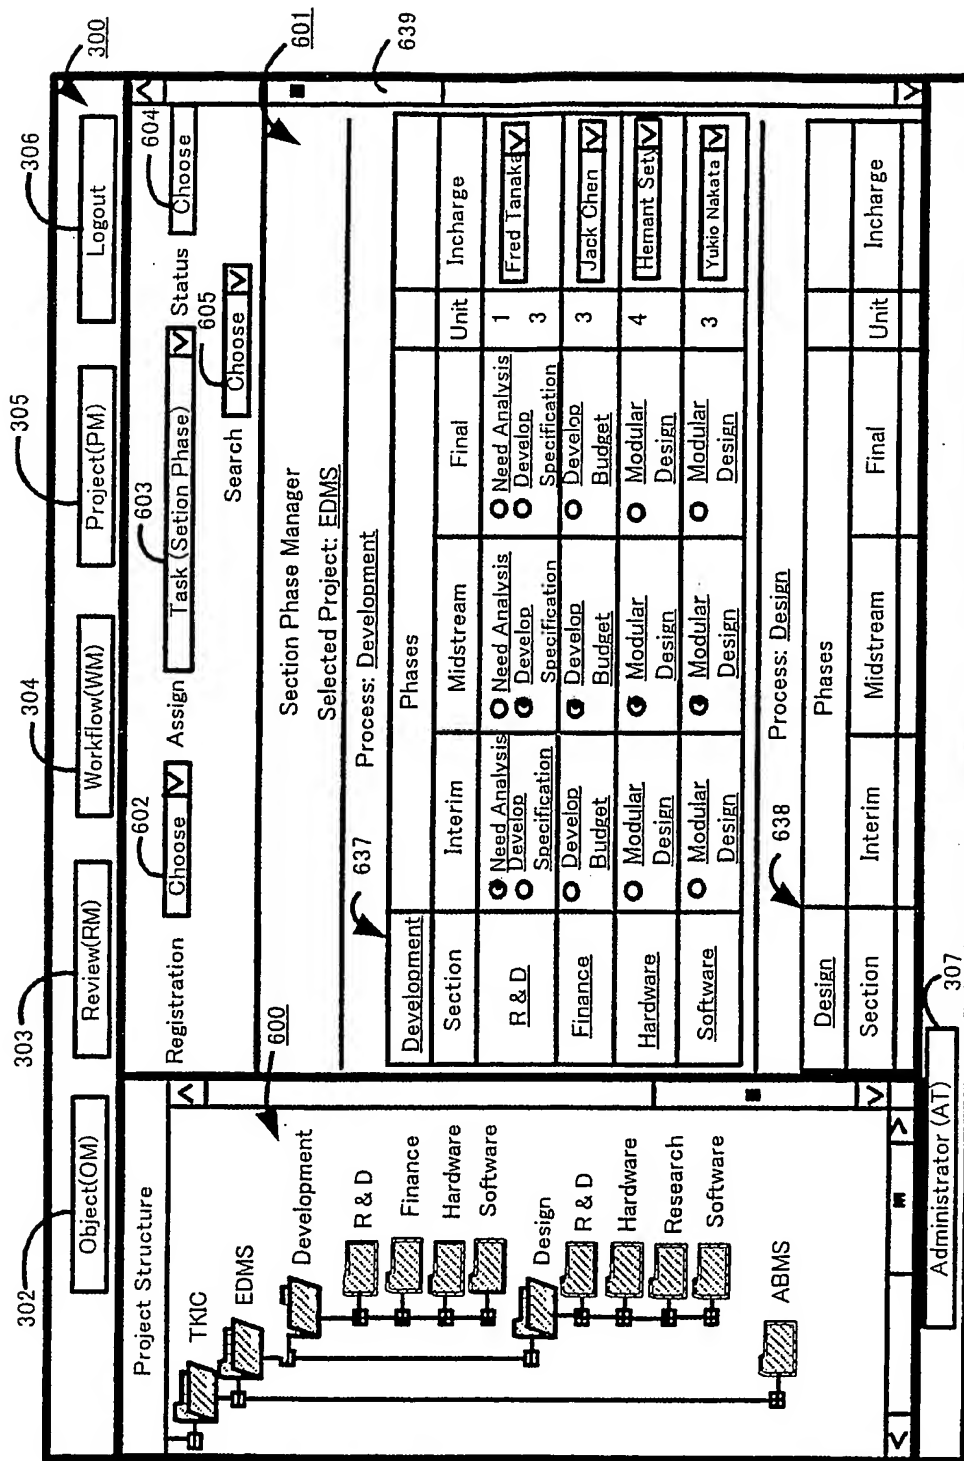 300
302
303
304
305
306
Object(OM)
Review(RM)
Workflow(WM)
Project(PM)
Logout
Project Structure
600
TKIC
EDMS
Development
R & D
Finance
Hardware
Software
Design
R & D
Hardware
Research
Software
ABMS
602
603
604
Registration Choose Assign Task (Setion Phase) Status Choose
605
Search Choose
601
639
Section Phase Manager
Selected Project: EDMS
637
Process: Development
Development Phases
Section Interim Midstream Final Unit Incharge
R & D Need Analysis Need Analysis Need Analysis 1 Fred Tanaka
Develop Develop Develop 3
Specification Specification Specification
Finance Develop Develop Develop 3 Jack Chen
Budget Budget Budget
Hardware Modular Modular Modular 4 Hemant Sety
Design Design Design
Software Modular Modular Modular 3 Yukio Nakata
Design Design Design
638
Process: Design
Design Phases
Section Interim Midstream Final Unit Incharge
Administrator (AT)
307